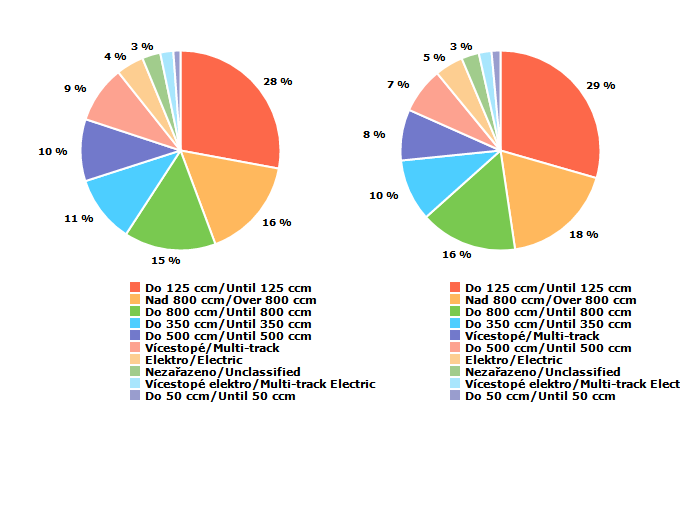 3 %
4 %
9 %
10 %
11 %
15 %
16 %
28 %
Do 125 ccm/Until 125 ccm
Nad 800 ccm/Over 800 ccm
Do 800 ccm/Until 800 ccm
Do 350 ccm/Until 350 ccm
Do 500 ccm/Until 500 ccm
Vícestopé/Multi-track
Elektro/Electric
Nezařazeno/Unclassified
Vícestopé elektro/Multi-track Electric
Do 50 ccm/Until 50 ccm
3 %
5 %
7 %
8 %
10 %
16 %
18 %
29 %
Do 125 ccm/Until 125 ccm
Nad 800 ccm/Over 800 ccm
Do 800 ccm/Until 800 ccm
Do 350 ccm/Until 350 ccm
Vícestopé/Multi-track
Do 500 ccm/Until 500 ccm
Elektro/Electric
Nezařazeno/Unclassified
Vícestopé elektro/Multi-track Elect
Do 50 ccm/Until 50 ccm